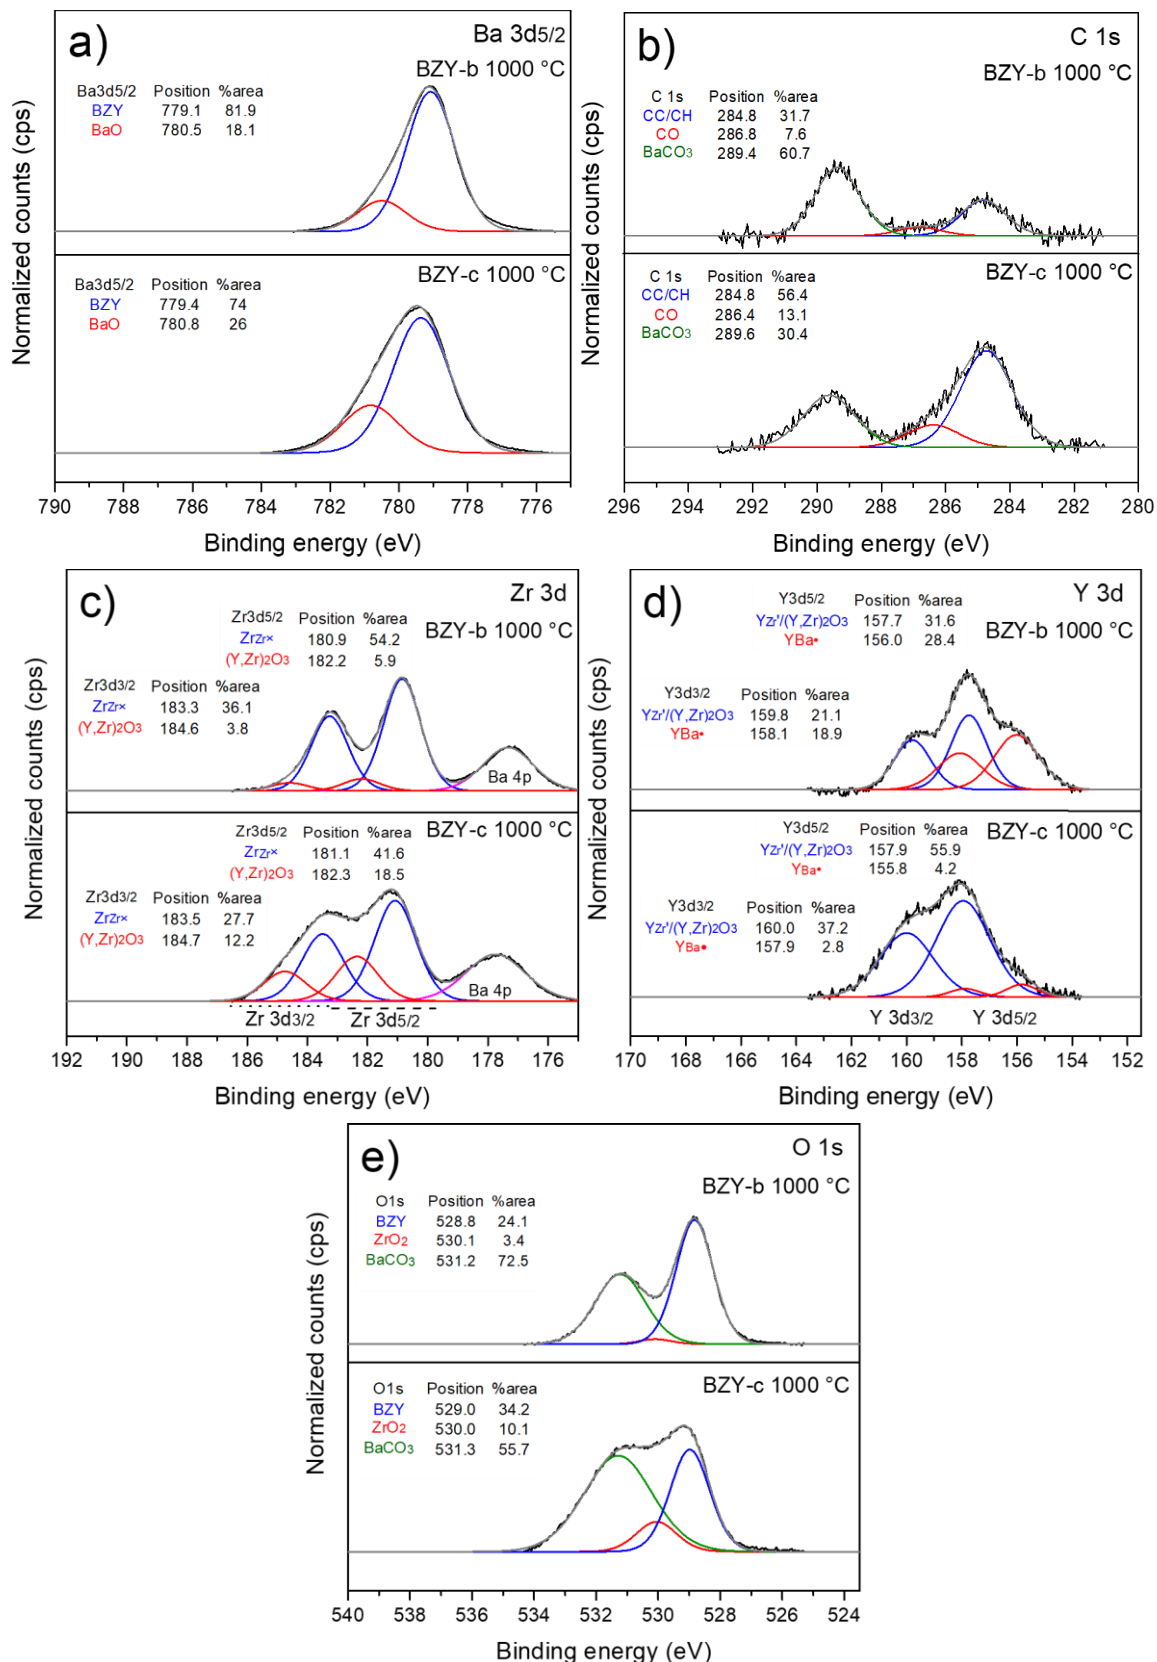 a)
Ba 3d5/2
BZY-b 1000 °C
Ba3d5/2 Position %area
BZY 779.1 81.9
BaO 780.5 18.1
BZY-c 1000 °C
Ba3d5/2 Position %area
BZY 779.4 74
BaO 780.8 26
Normalized counts (cps)
790 788 786 784 782 780 778 776
Binding energy (eV)
b)
C 1s
BZY-b 1000 °C
C 1s Position %area
CC/CH 284.8 31.7
CO 286.8 7.6
BaCO3 289.4 60.7
BZY-c 1000 °C
C 1s Position %area
CC/CH 284.8 56.4
CO 286.4 13.1
BaCO3 289.6 30.4
Normalized counts (cps)
296 294 292 290 288 286 284 282 280
Binding energy (eV)
c)
Zr 3d
BZY-b 1000 °C
Zr3d5/2 Position %area
ZrZr× 180.9 54.2
(Y,Zr)2O3 182.2 5.9
Zr3d3/2 Position %area
ZrZr× 183.3 36.1
(Y,Zr)2O3 184.6 3.8
Ba 4p
BZY-c 1000 °C
Zr3d5/2 Position %area
ZrZr× 181.1 41.6
(Y,Zr)2O3 182.3 18.5
Zr3d3/2 Position %area
ZrZr× 183.5 27.7
(Y,Zr)2O3 184.7 12.2
Ba 4p
Zr 3d3/2 Zr 3d5/2
Normalized counts (cps)
192 190 188 186 184 182 180 178 176
Binding energy (eV)
d)
Y 3d
BZY-b 1000 °C
Y3d5/2 Position %area
YZr'/(Y,Zr)2O3 157.7 31.6
YBa• 156.0 28.4
Y3d3/2 Position %area
YZr'/(Y,Zr)2O3 159.8 21.1
YBa• 158.1 18.9
BZY-c 1000 °C
Y3d5/2 Position %area
YZr'/(Y,Zr)2O3 157.9 55.9
YBa• 155.8 4.2
Y3d3/2 Position %area
YZr'/(Y,Zr)2O3 160.0 37.2
YBa• 157.9 2.8
Y 3d3/2 Y 3d5/2
Normalized counts (cps)
170 168 166 164 162 160 158 156 154 152
Binding energy (eV)
e)
O 1s
BZY-b 1000 °C
O1s Position %area
BZY 528.8 24.1
ZrO2 530.1 3.4
BaCO3 531.2 72.5
BZY-c 1000 °C
O1s Position %area
BZY 529.0 34.2
ZrO2 530.0 10.1
BaCO3 531.3 55.7
Normalized counts (cps)
540 538 536 534 532 530 528 526 524
Binding energy (eV)